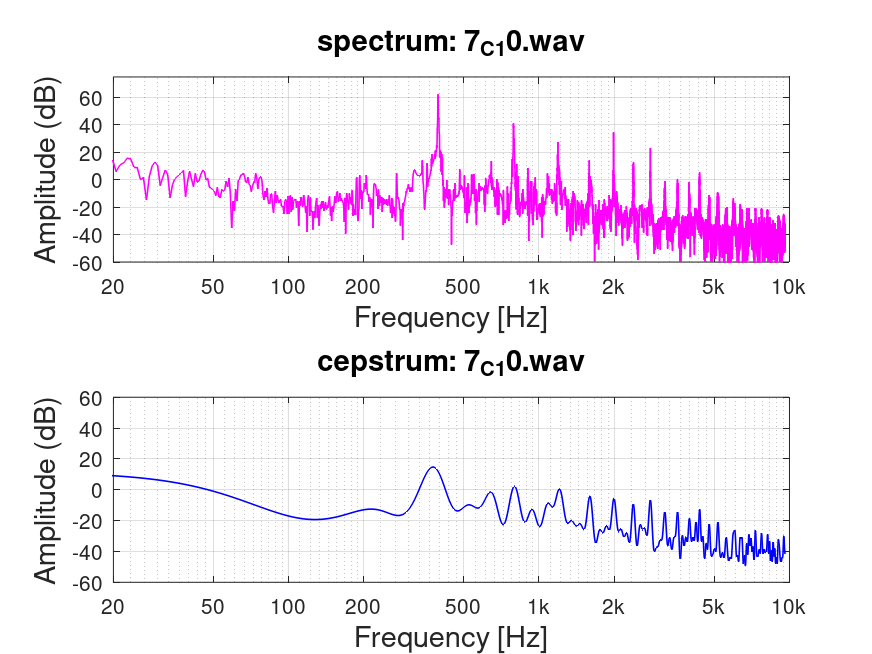 spectrum: 7C10.wav
Amplitude (dB)
60
40
20
0
-20
-40
-60
20 50 100 200 500 1k 2k 5k 10k
Frequency [Hz]
cepstrum: 7C10.wav
Amplitude (dB)
60
40
20
0
-20
-40
-60
20 50 100 200 500 1k 2k 5k 10k
Frequency [Hz]